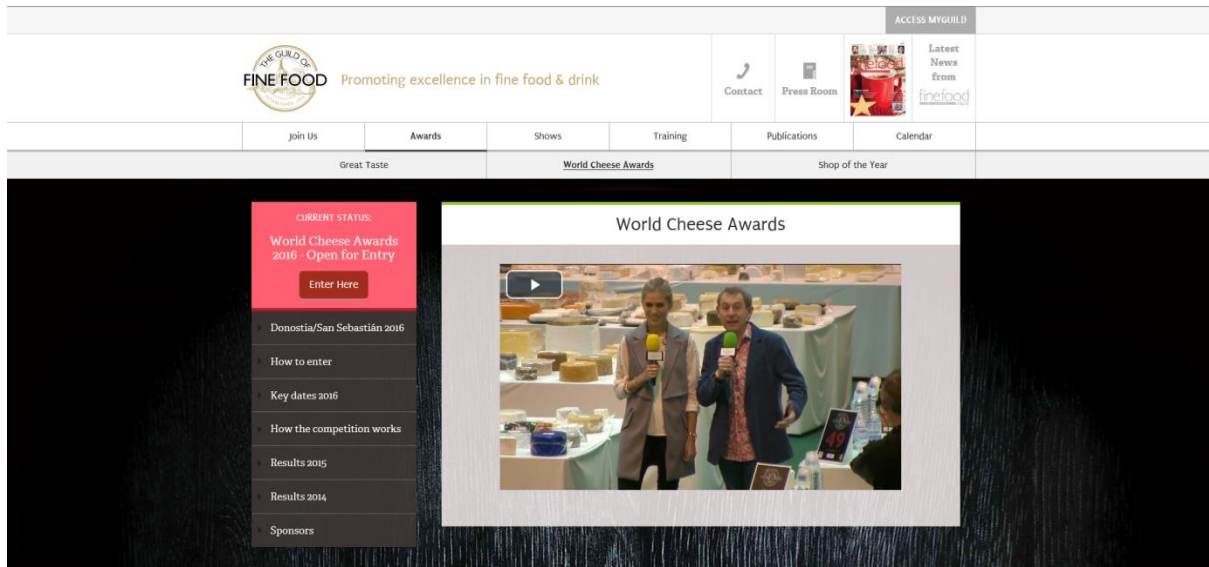 ACCESS MYGUILD
THE GUILD OF
FINE FOOD
Promoting excellence in fine food & drink
Contact
Press Room
Latest
News
from
finefood
Join Us
Awards
Shows
Training
Publications
Calendar
Great Taste
World Cheese Awards
Shop of the Year
CURRENT STATUS:
World Cheese Awards
2016 - Open for
Entry
Enter Here
Donostia/San Sebastián 2016
How to enter
Key dates 2016
How the competition works
Results 2015
Results 2014
Sponsors
World Cheese Awards
49